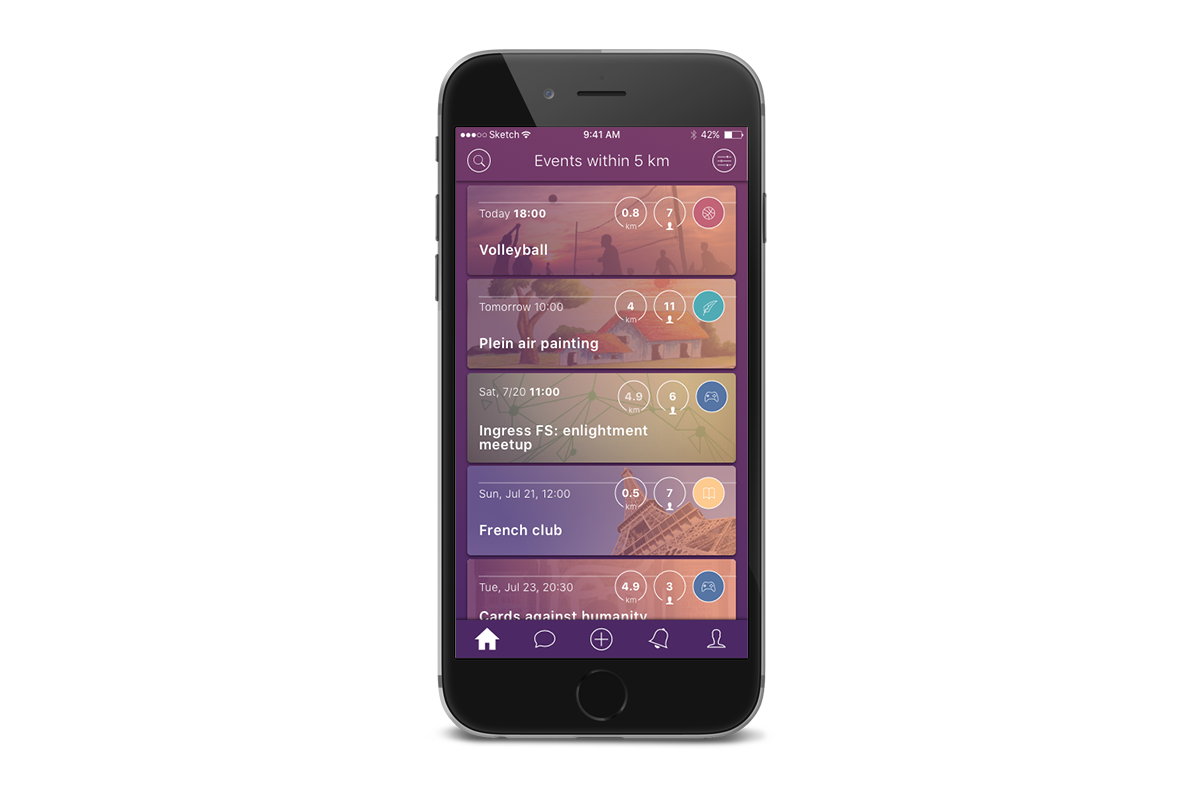 Sketch 9:41 AM 42%
Events within 5 km
Today 18:00 0.8 km 7
Volleyball
Tomorrow 10:00 4 km 11
Plein air painting
Sat, 7/20 11:00 4.9 km 6
Ingress FS: enlightment
meetup
Sun, Jul 21, 12:00 0.5 km 7
French club
Tue, Jul 23, 20:30 4.9 km 3
Cards against humanity